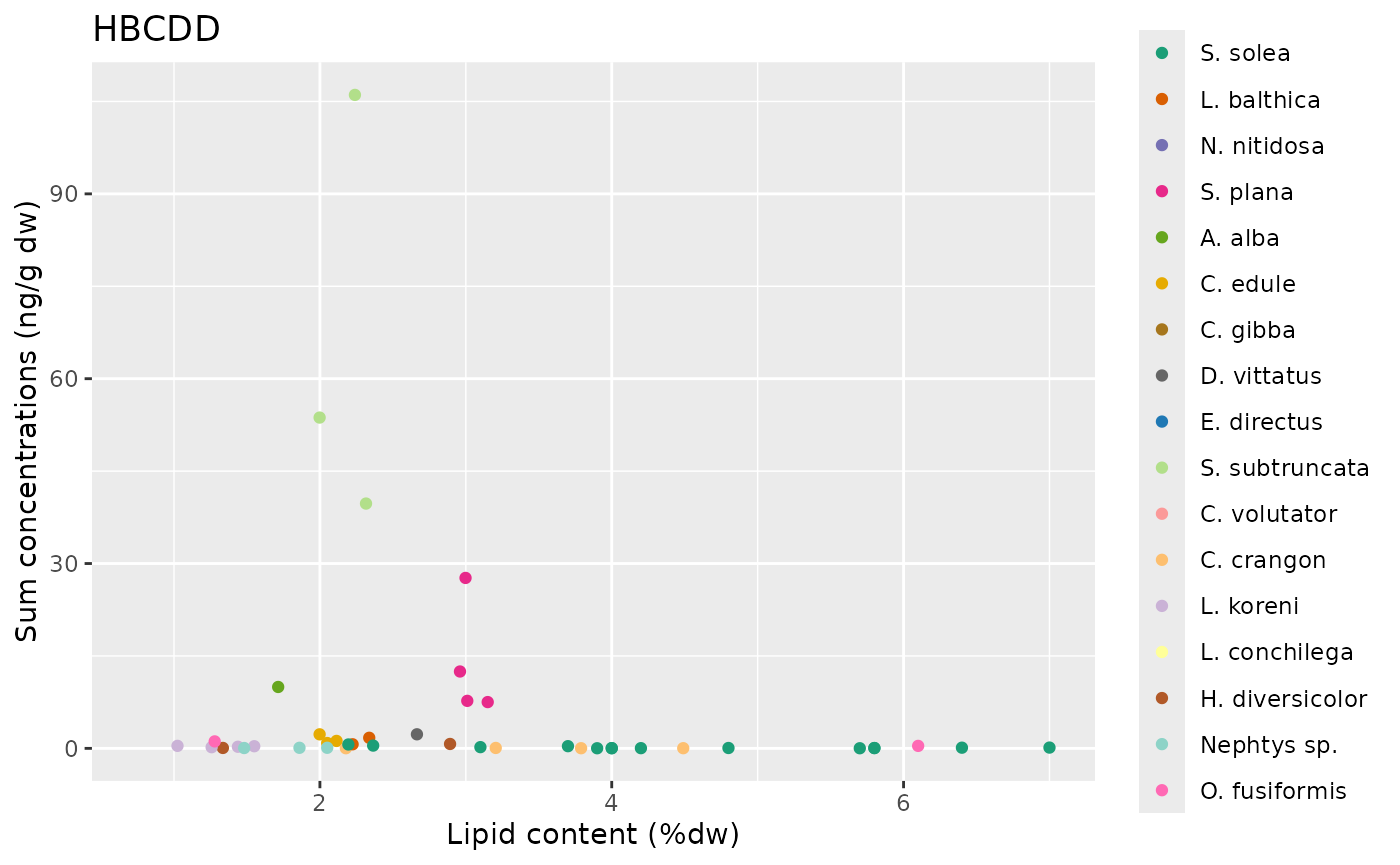 HBCDD
Sum concentrations (ng/g dw)
90
60
30
0
2
4
6
Lipid content (%dw)
S. solea
L. balthica
N. nitidosa
S. plana
A. alba
C. edule
C. gibba
D. vittatus
E. directus
S. subtruncata
C. volutator
C. crangon
L. koreni
L. conchilega
H. diversicolor
Nephtys sp.
O. fusiformis